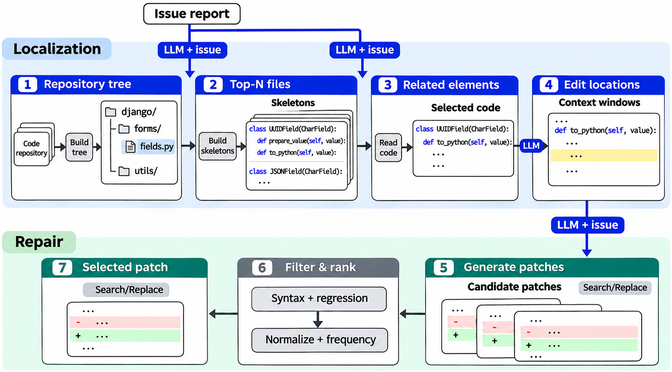 Issue report
Localization
LLM + issue
LLM + issue
1 Repository tree
Code
repository
Build
tree
django/
forms/
fields.py
utils/
2 Top-N files
Skeletons
Build
skeletons
class UUIDField(CharField):
def prepare_value(self, value):
def to_python(self, value):
class JSONField(CharField):
...
3 Related elements
Selected code
Read
code
class UUIDField(CharField):
def to_python(self, value):
...
LLM
4 Edit locations
Context windows
...
def to_python(self, value):
...
...
...
LLM + issue
Repair
7 Selected patch
Search/Replace
...
- ...
+ ...
...
6 Filter & rank
Syntax + regression
Normalize + frequency
5 Generate patches
Candidate patches
Search/Replace
...
-
+
...
...
- ...
+
...
...
- ...
+ ...
...